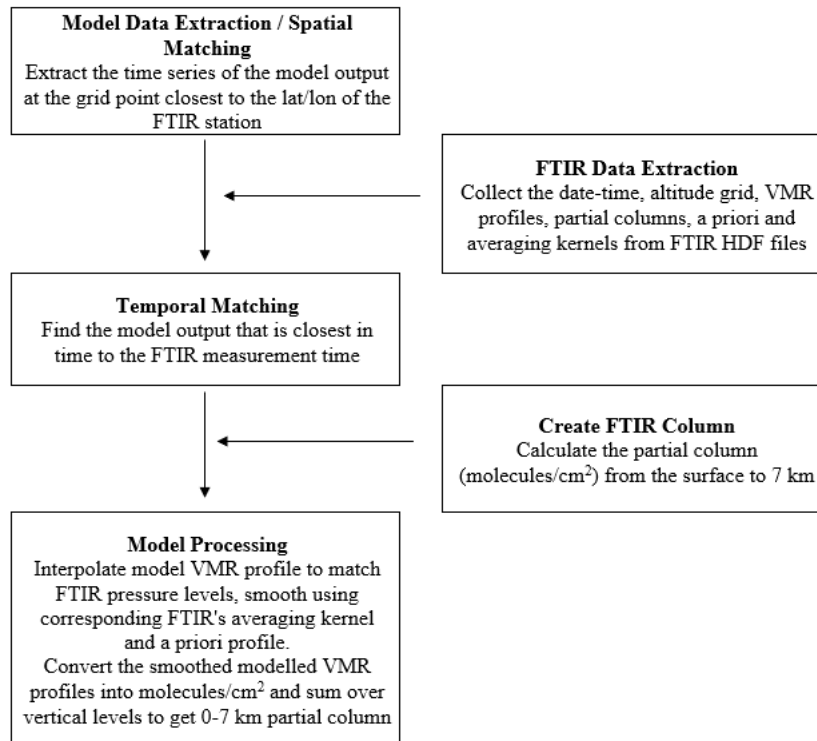 Model Data Extraction / Spatial
Matching
Extract the time series of the model output
at the grid point closest to the lat/lon of the
FTIR station
FTIR Data Extraction
Collect the date-time, altitude grid, VMR
profiles, partial columns, a priori and
averaging kernels from FTIR HDF files
Temporal Matching
Find the model output that is closest in
time to the FTIR measurement time
Create FTIR Column
Calculate the partial column
(molecules/cm²) from the surface to 7 km
Model Processing
Interpolate model VMR profile to match
FTIR pressure levels, smooth using
corresponding FTIR's averaging kernel
and a priori profile.
Convert the smoothed modelled VMR
profiles into molecules/cm² and sum over
vertical levels to get 0-7 km partial column